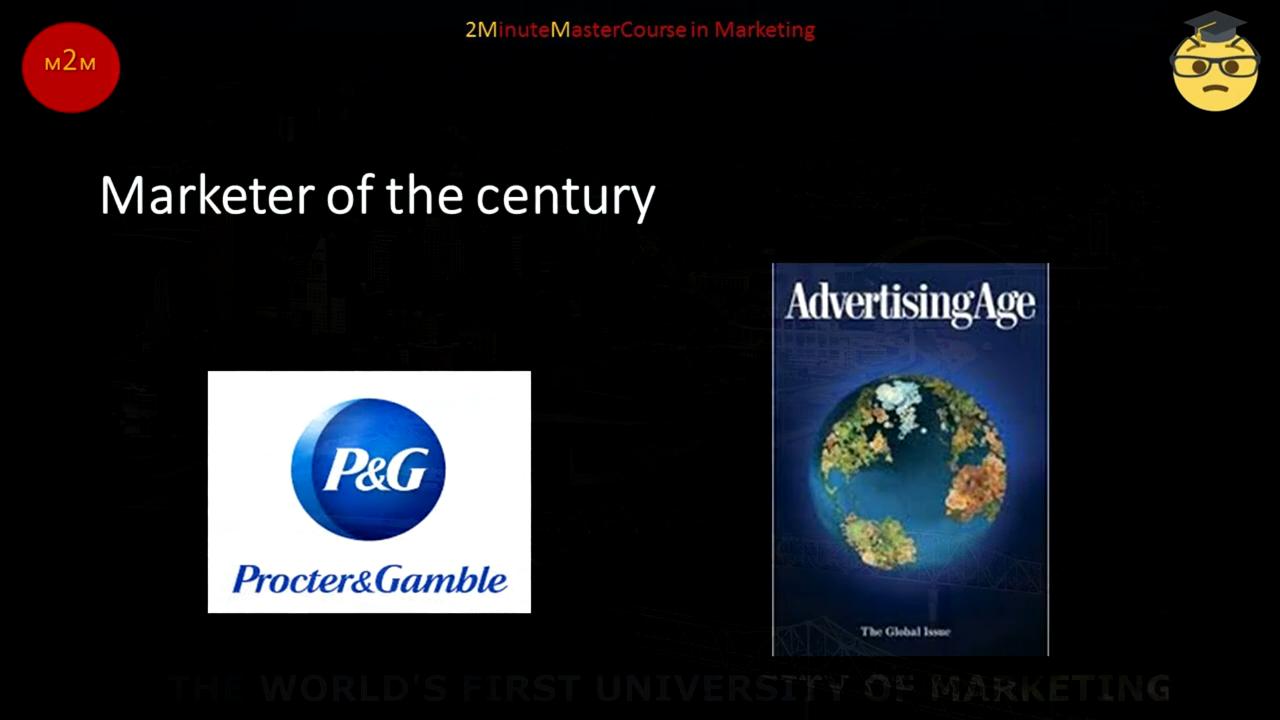 2MinuteMasterCourse in Marketing
M2M
Marketer of the century
AdvertisingAge
P&G
Procter&Gamble
The Global Issue
THE WORLD'S FIRST UNIVERSITY OF MARKETING